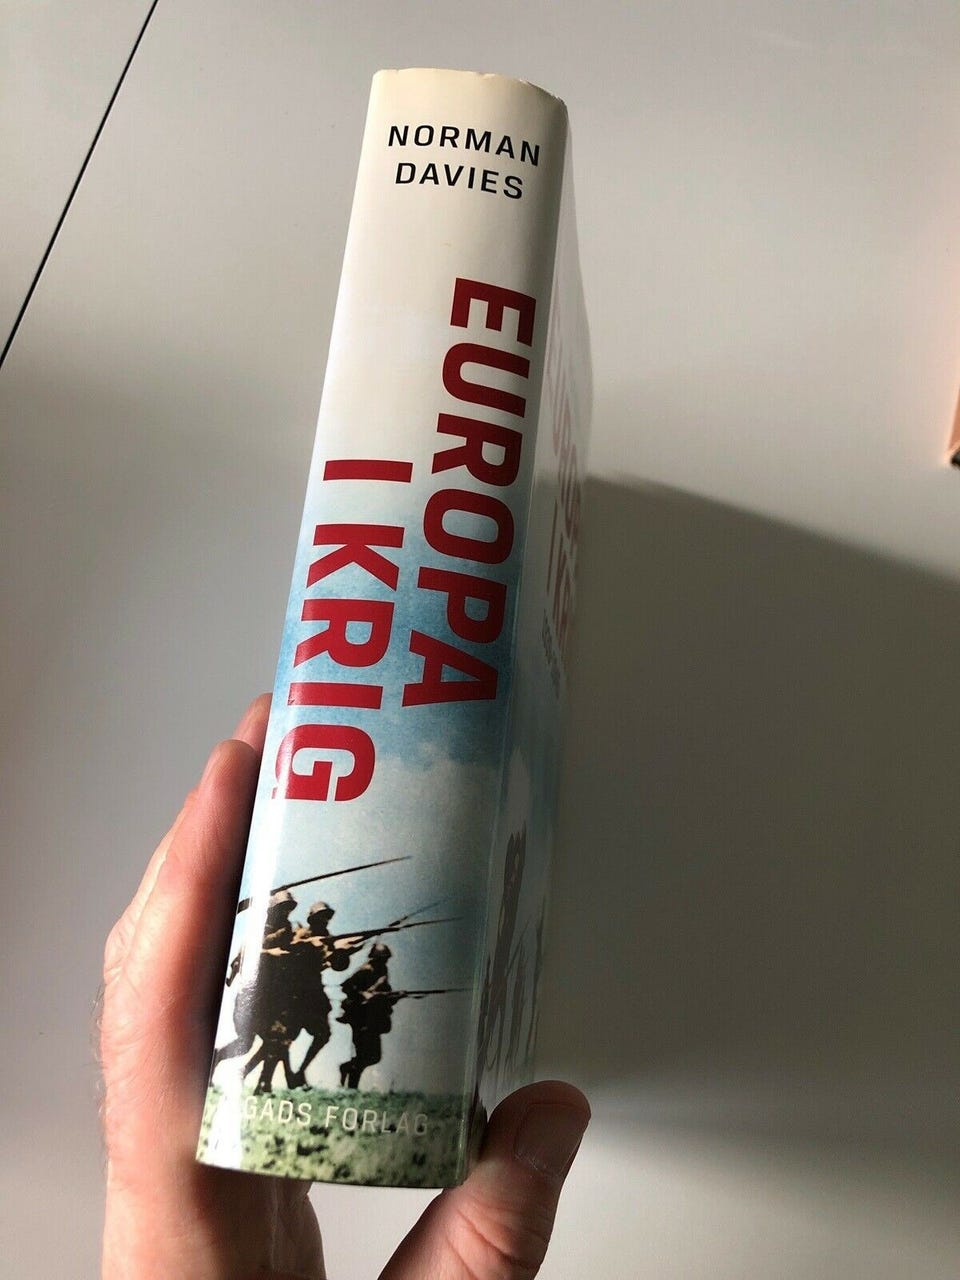 NORMAN
DAVIES
EUROPA
I KRIG
GADS FORLAG